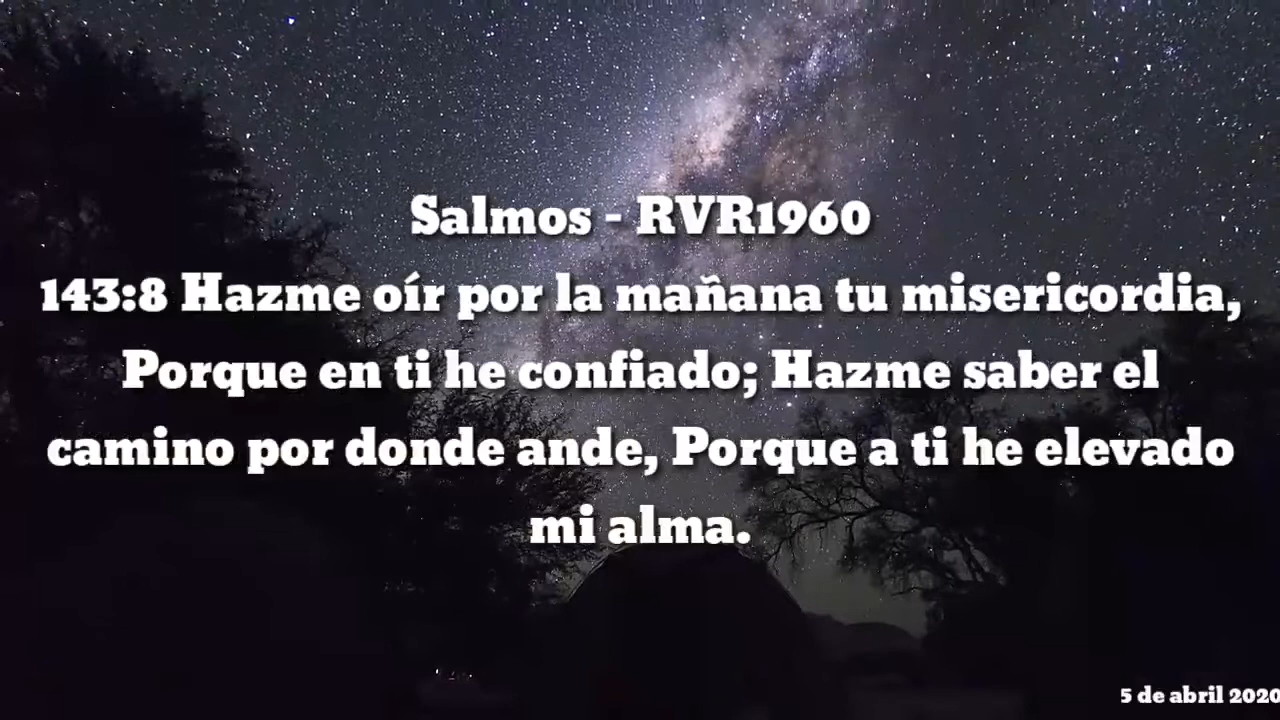 Salmos - RVR1960
143:8 Hazme oír por la mañana tu misericordia,
Porque en ti he confiado; Hazme saber el
camino por donde ande, Porque a ti he elevado
mi alma.
5 de abril 2020